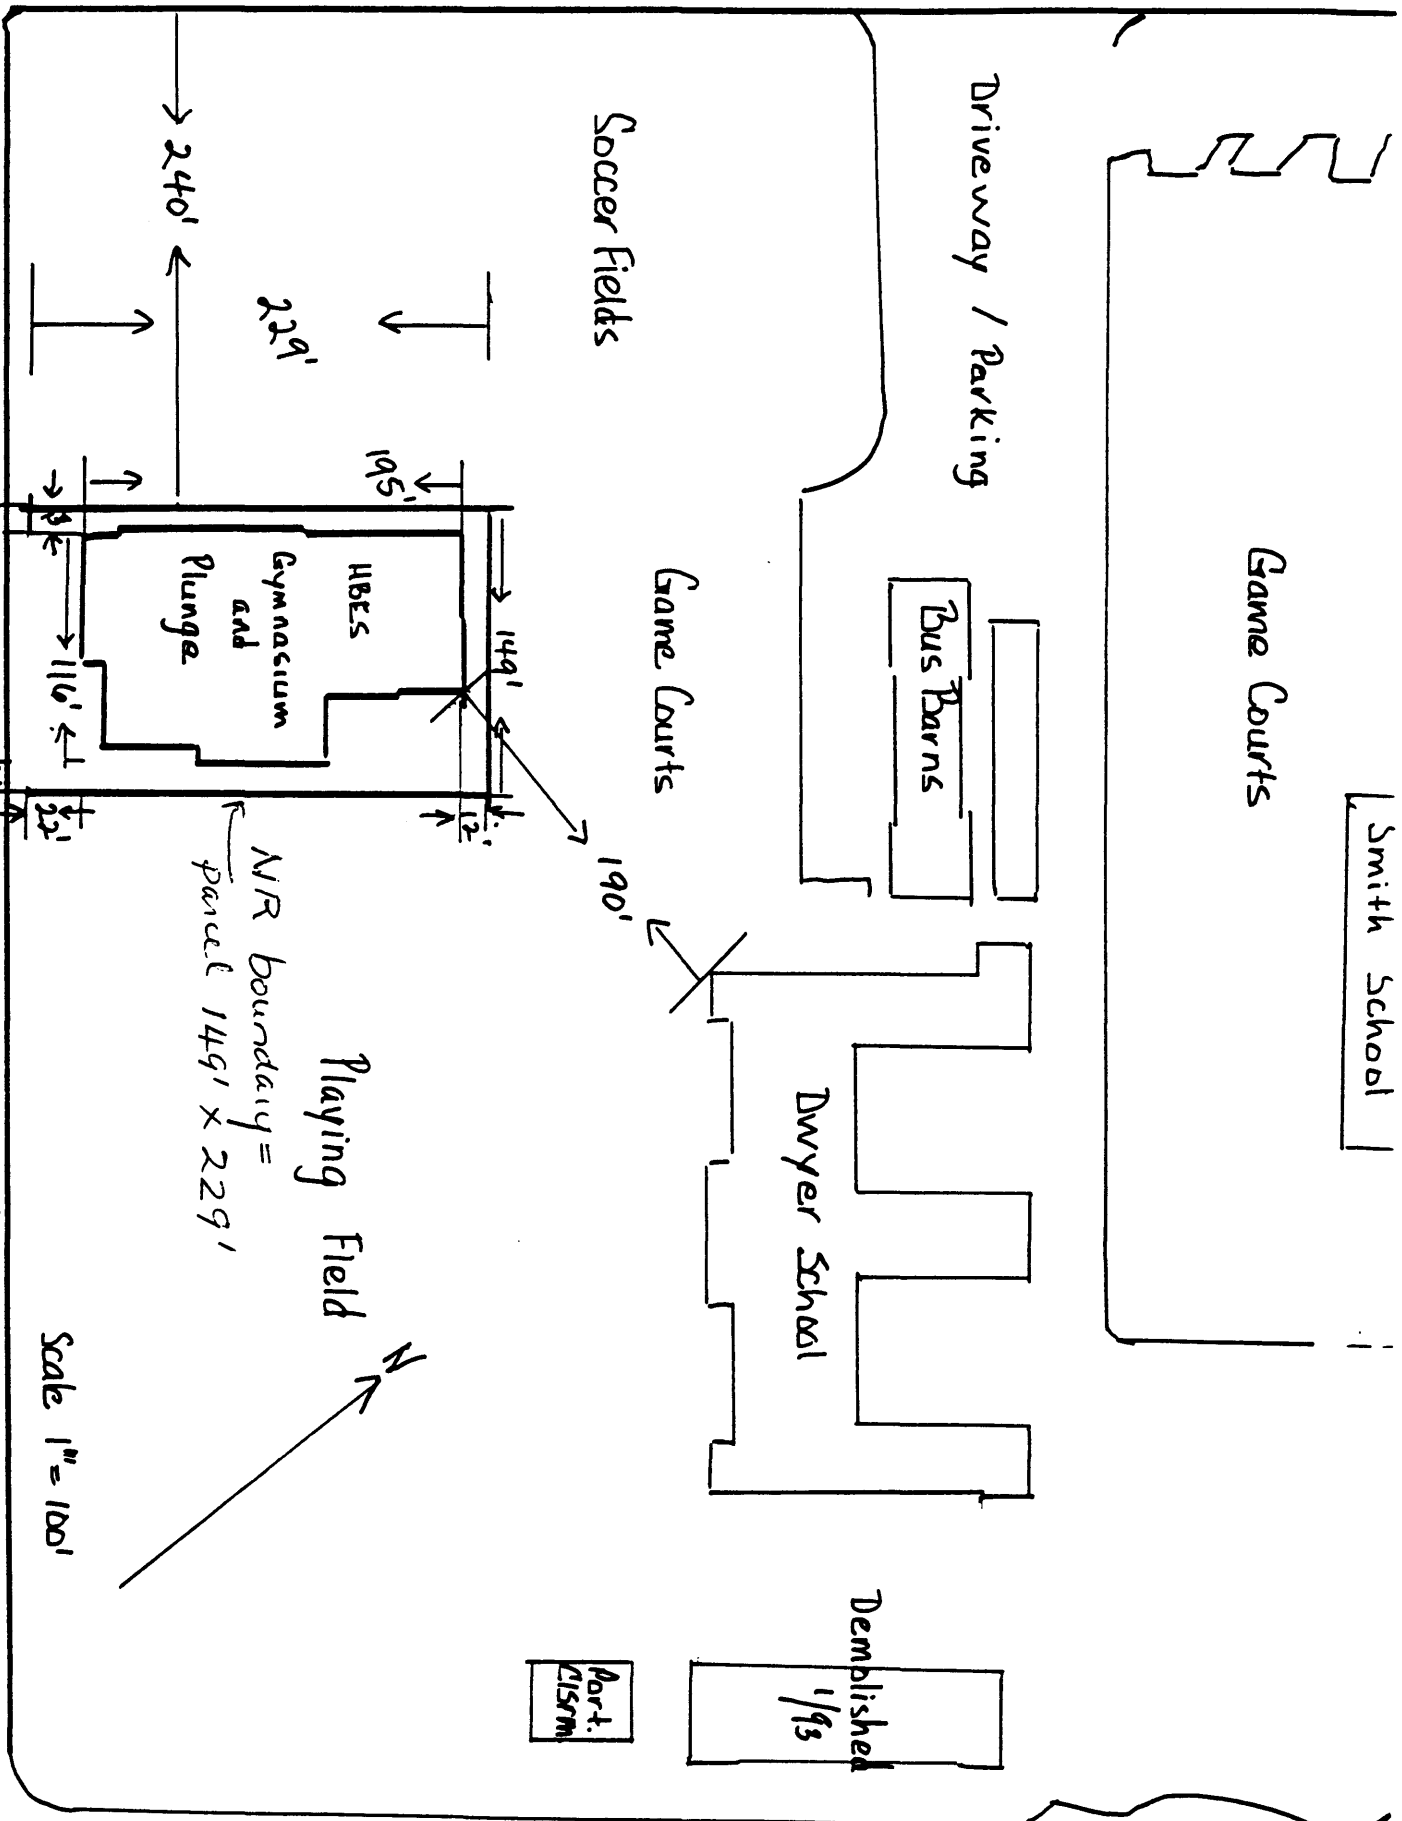 Smith School
Game Courts
Driveway / Parking
Bus Barns
Soccer Fields
Game Courts
Dwyer School
Demolished
1/93
Port.
Clsrm
240'
229'
195'
149'
190'
HBES
Gymnasium
and
Plunge
116'
12'
22'
NR boundary =
parcel 149' x 229'
Playing Field
N
Scale 1"= 100'